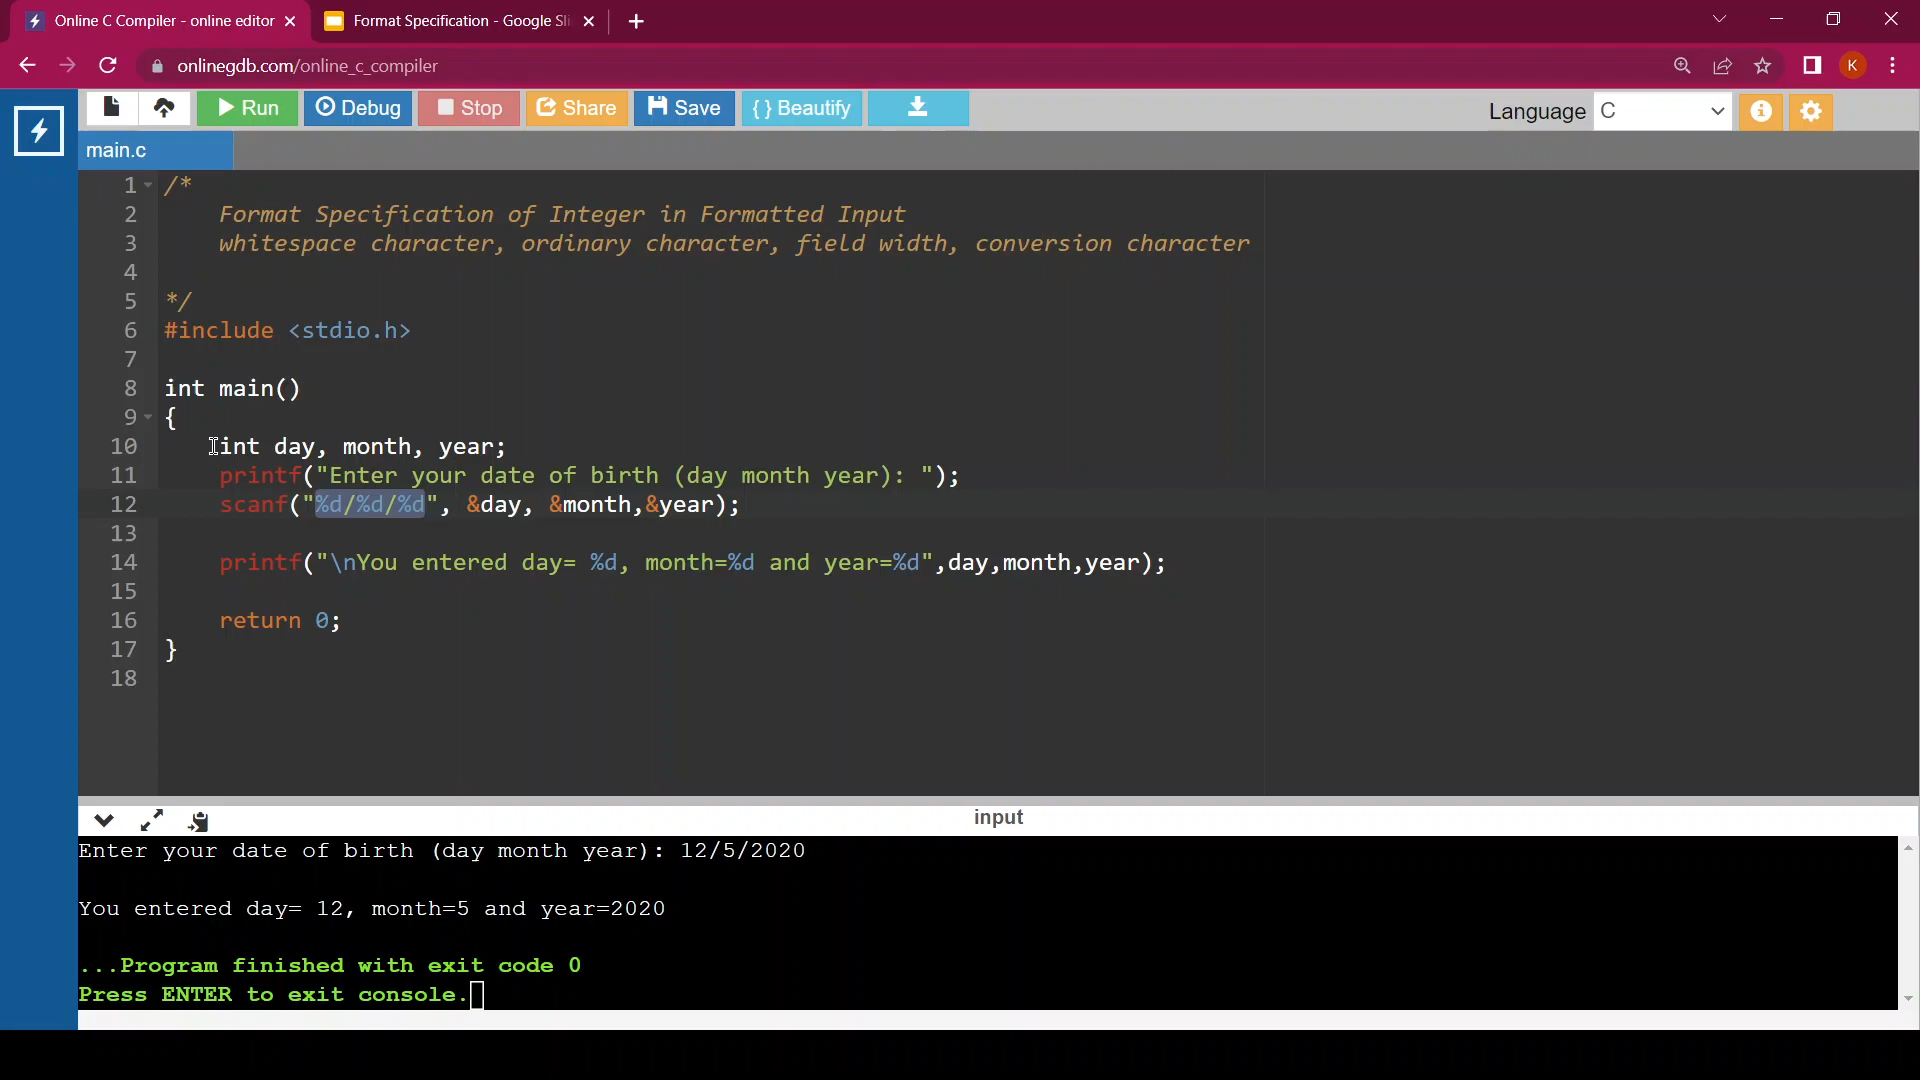 Online C Compiler - online editor
Format Specification - Google Sli
onlinegdb.com/online_c_compiler
K
Run
Debug
Stop
Share
Save
{ } Beautify
Language
C
main.c
1 /*
2 Format Specification of Integer in Formatted Input
3 whitespace character, ordinary character, field width, conversion character
4
5 */
6 #include <stdio.h>
7
8 int main()
9 {
10 int day, month, year;
11 printf("Enter your date of birth (day month year): ");
12 scanf("%d/%d/%d", &day, &month,&year);
13
14 printf("\nYou entered day= %d, month=%d and year=%d",day,month,year);
15
16 return 0;
17 }
18
input
Enter your date of birth (day month year): 12/5/2020
You entered day= 12, month=5 and year=2020
...Program finished with exit code 0
Press ENTER to exit console.